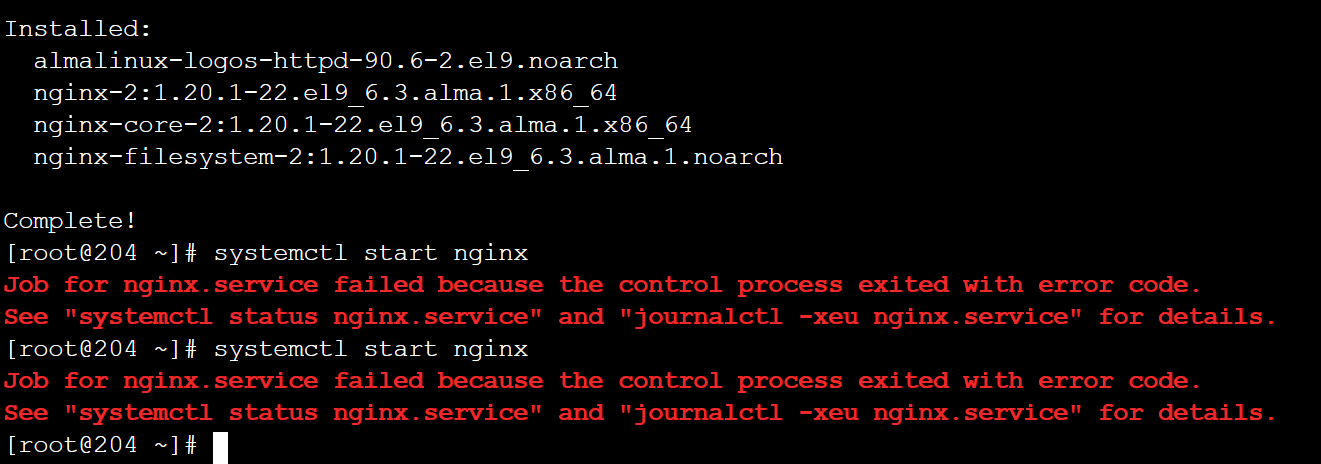 Installed:
  almalinux-logos-httpd-90.6-2.el9.noarch
  nginx-2:1.20.1-22.el9_6.3.alma.1.x86_64
  nginx-core-2:1.20.1-22.el9_6.3.alma.1.x86_64
  nginx-filesystem-2:1.20.1-22.el9_6.3.alma.1.noarch

Complete!
[root@204 ~]# systemctl start nginx
Job for nginx.service failed because the control process exited with error code.
See "systemctl status nginx.service" and "journalctl -xeu nginx.service" for details.
[root@204 ~]# systemctl start nginx
Job for nginx.service failed because the control process exited with error code.
See "systemctl status nginx.service" and "journalctl -xeu nginx.service" for details.
[root@204 ~]#